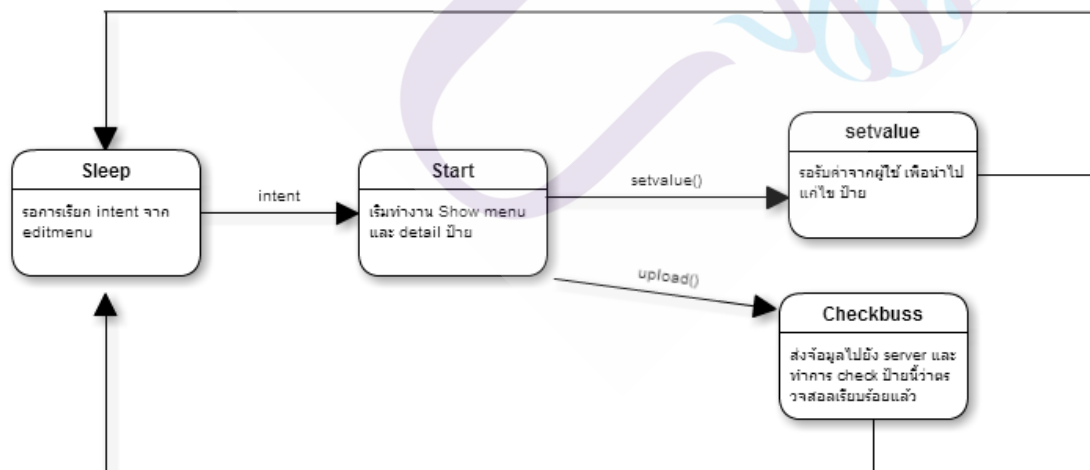 Sleep
รอการเรียก intent จาก
editmenu
intent
Start
เริ่มทำงาน Show menu
และ detail ป้าย
setvalue()
setvalue
รอรับค่าจากผู้ใช้ เพื่อนำไป
แก้ไข ป้าย
upload()
Checkbuss
ส่งข้อมูลไปยัง server และ
ทำการ check ป้ายนี้ว่าตร
วจสอลเรียบร้อยแล้ว